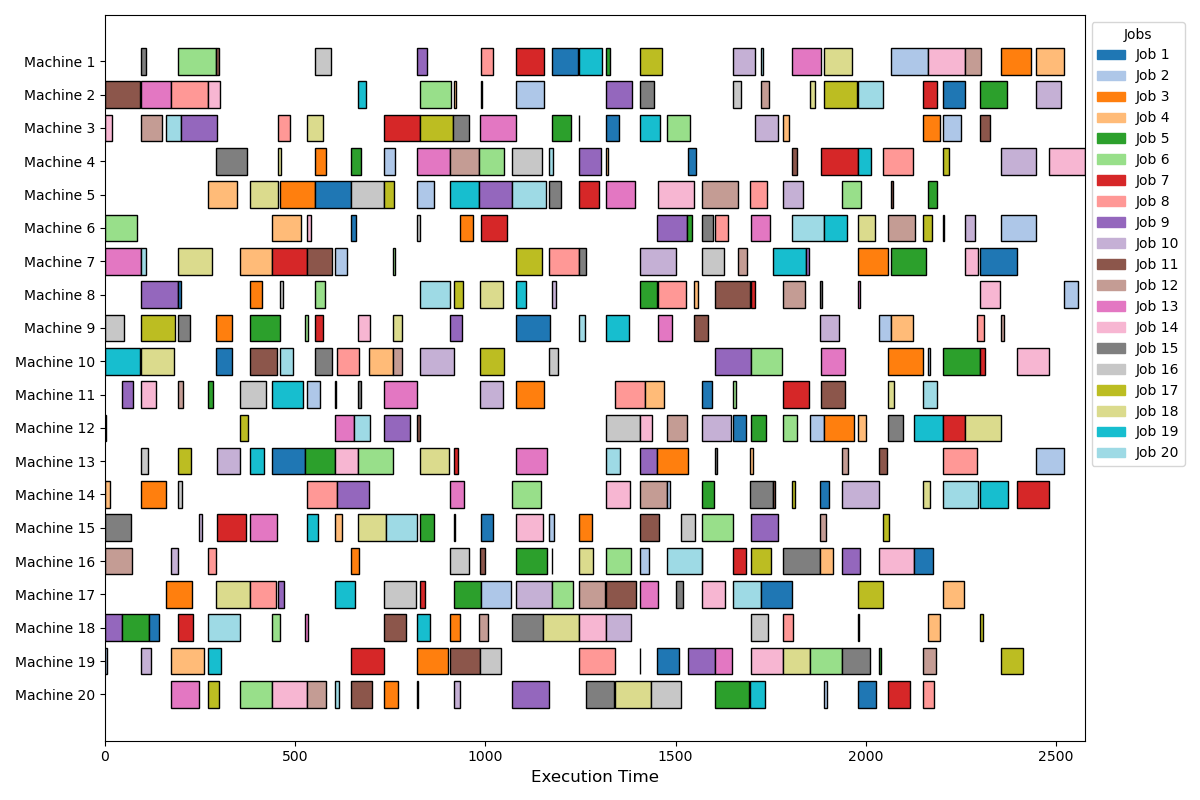 Machine 1
Machine 2
Machine 3
Machine 4
Machine 5
Machine 6
Machine 7
Machine 8
Machine 9
Machine 10
Machine 11
Machine 12
Machine 13
Machine 14
Machine 15
Machine 16
Machine 17
Machine 18
Machine 19
Machine 20
0 500 1000 1500 2000 2500
Execution Time
Jobs
Job 1
Job 2
Job 3
Job 4
Job 5
Job 6
Job 7
Job 8
Job 9
Job 10
Job 11
Job 12
Job 13
Job 14
Job 15
Job 16
Job 17
Job 18
Job 19
Job 20